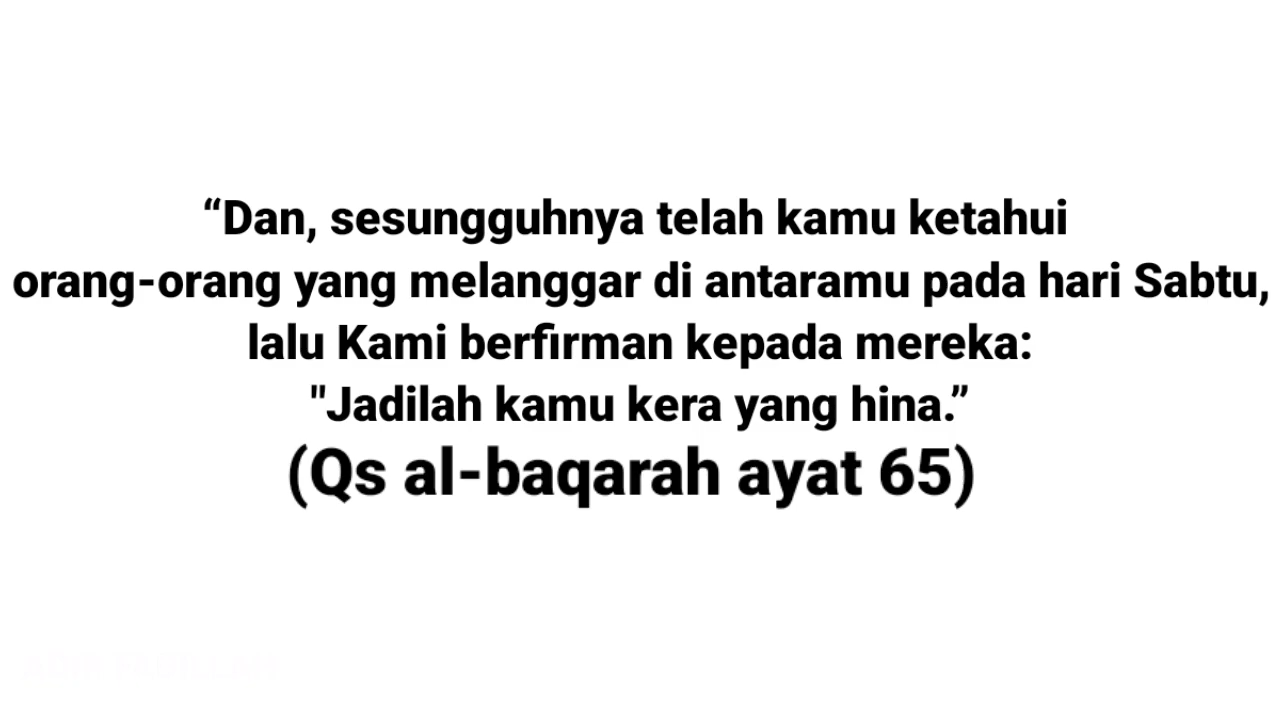 “Dan, sesungguhnya telah kamu ketahui
orang-orang yang melanggar di antaramu pada hari Sabtu,
lalu Kami berfirman kepada mereka:
"Jadilah kamu kera yang hina.”
(Qs al-baqarah ayat 65)